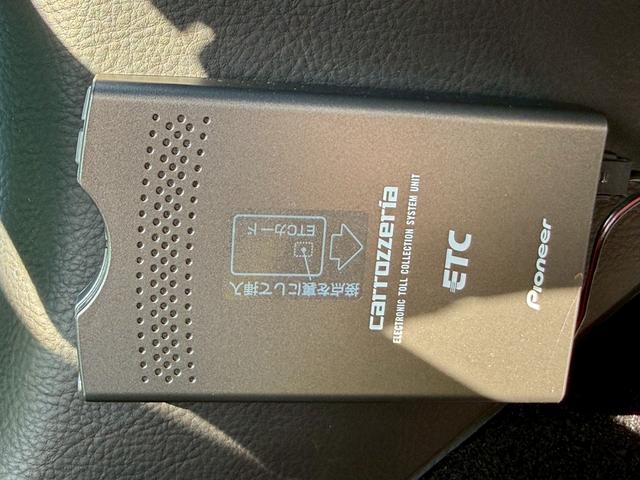 carrozzeria
ELECTRONIC TOLL COLLECTION SYSTEM UNIT
ETC
Pioneer
接点を裏にして挿入
ETCカード